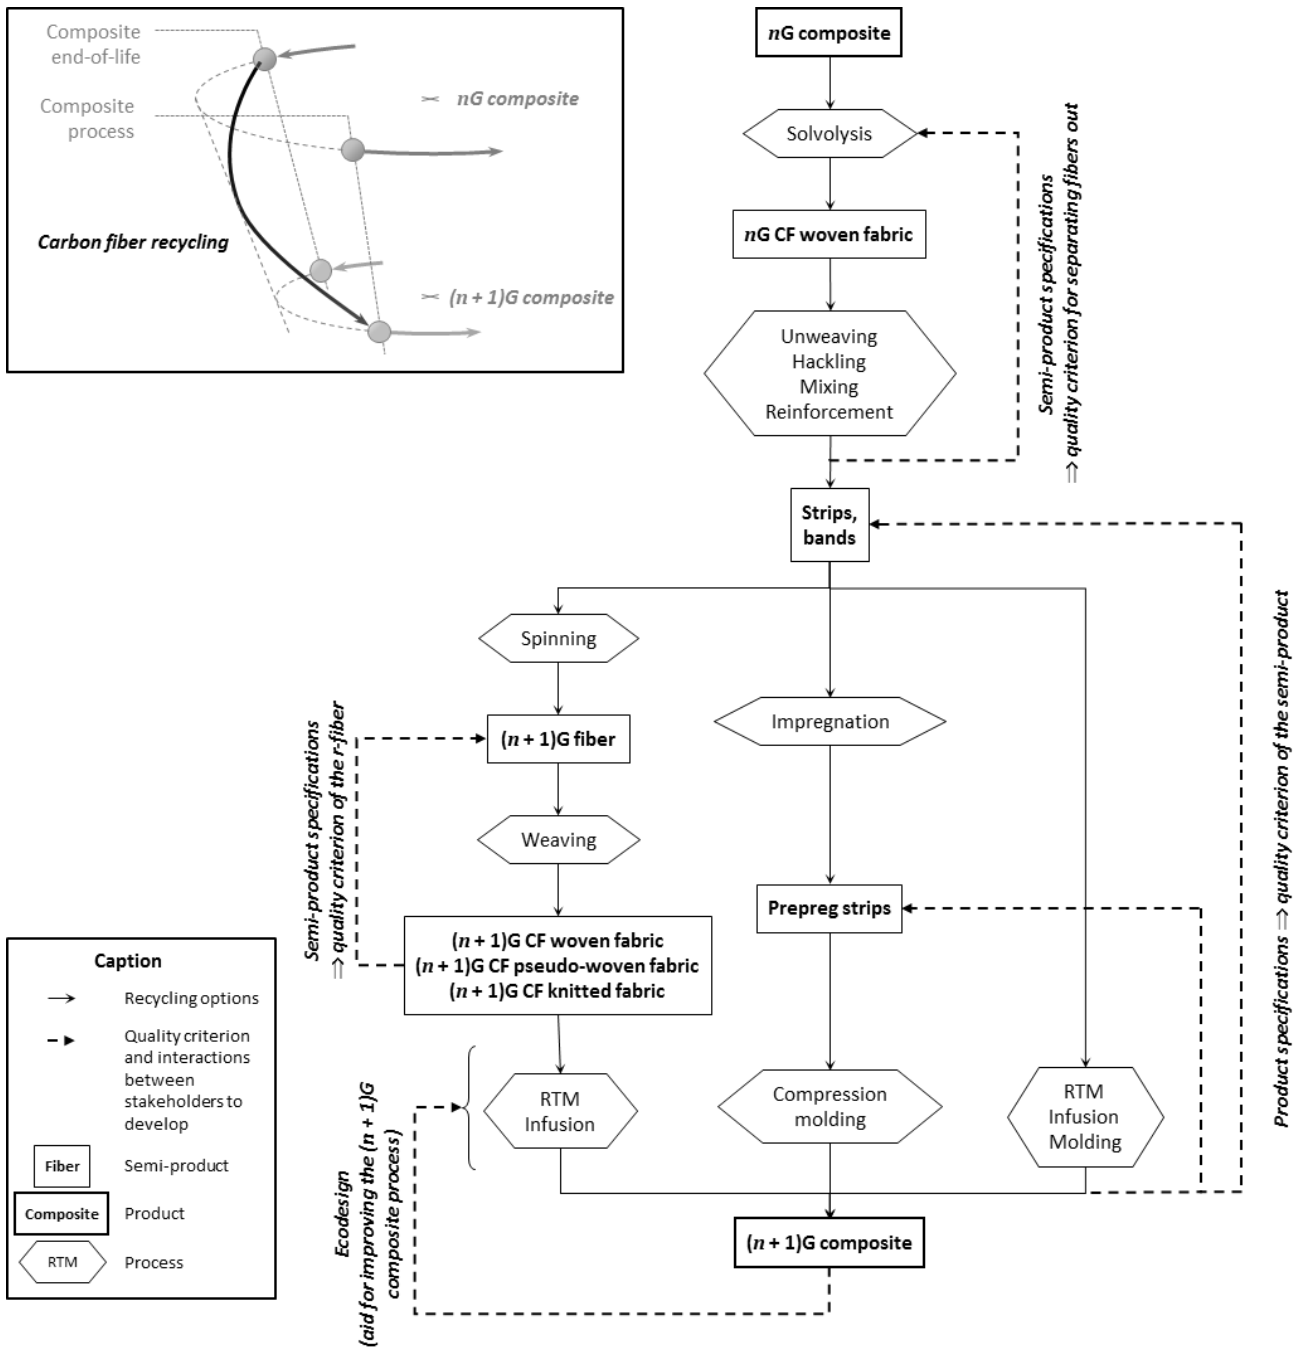 Composite
end-of-life
Composite
process
nG composite
Carbon fiber recycling
(n + 1)G composite
nG composite
Solvolysis
nG CF woven fabric
Unweaving
Hackling
Mixing
Reinforcement
Semi-product specifications
⇒ quality criterion for separating fibers out
Strips,
bands
Spinning
(n + 1)G fiber
Weaving
(n + 1)G CF woven fabric
(n + 1)G CF pseudo-woven fabric
(n + 1)G CF knitted fabric
Semi-product specifications
⇒ quality criterion of the r-fiber
RTM
Infusion
Impregnation
Prepreg strips
Compression
molding
RTM
Infusion
Molding
Product specifications ⇒ quality criterion of the semi-product
(n + 1)G composite
Ecodesign
(aid for improving the (n + 1)G
composite process)
Caption
Recycling options
Quality criterion
and interactions
between
stakeholders to
develop
Fiber
Semi-product
Composite
Product
RTM
Process